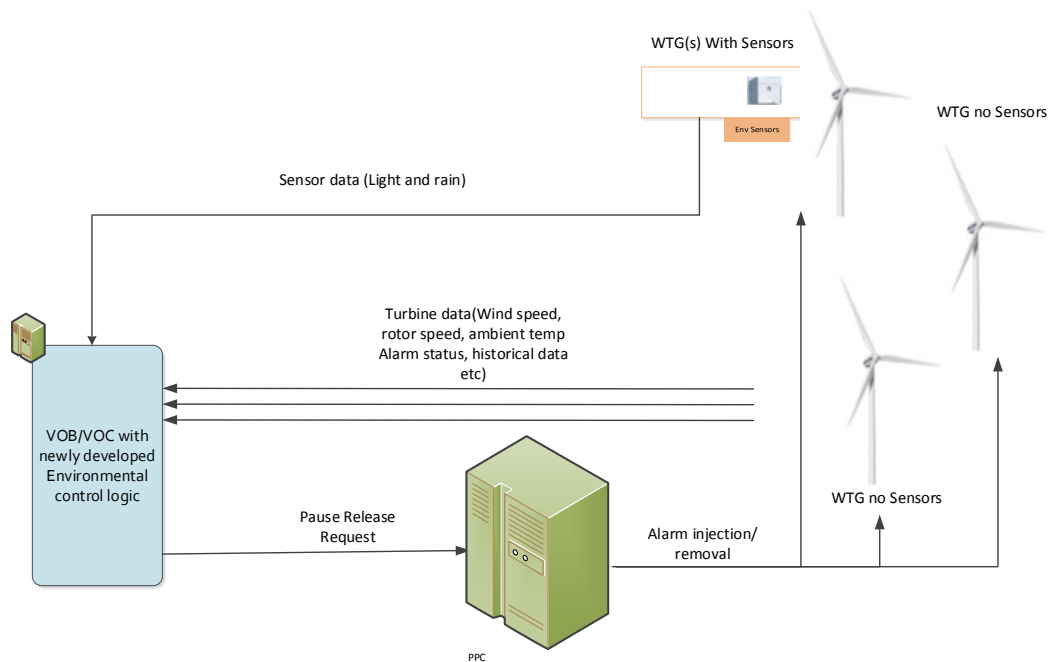 WTG(s) With Sensors
WTG no Sensors
Env Sensors
Sensor data (Light and rain)
Turbine data(Wind speed,
rotor speed, ambient temp
Alarm status, historical data
etc)
VOB/VOC with
newly developed
Environmental
control logic
WTG no Sensors
Pause Release
Request
Alarm injection/
removal
PPC